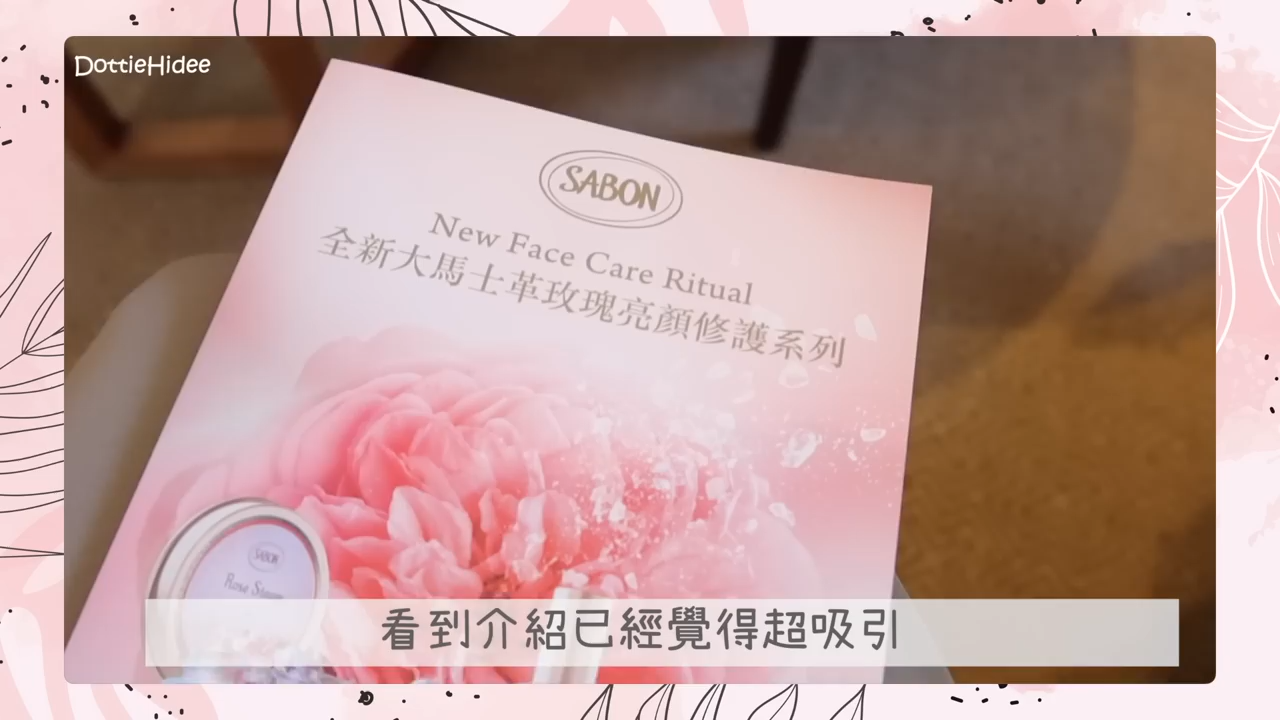 DottieHidee
SABON
New Face Care Ritual
全新大馬士革玫瑰亮顏修護系列
SABON
Rose
看到介紹已經覺得超吸引